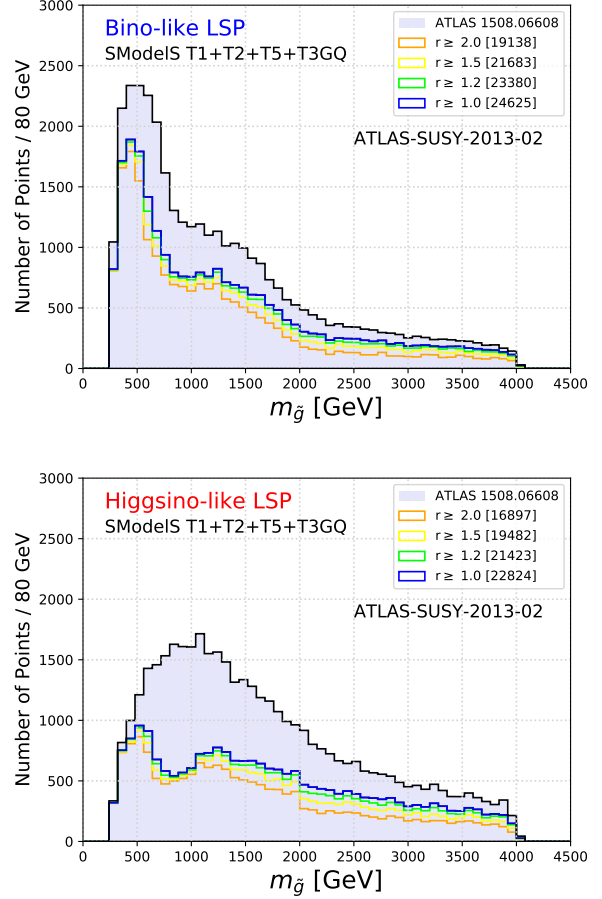 3000
2500
2000
1500
1000
500
0
Number of Points / 80 GeV
Bino-like LSP
SModelS T1+T2+T5+T3GQ
ATLAS 1508.06608
r ≥ 2.0 [19138]
r ≥ 1.5 [21683]
r ≥ 1.2 [23380]
r ≥ 1.0 [24625]
ATLAS-SUSY-2013-02
0 500 1000 1500 2000 2500 3000 3500 4000 4500
m_g̃ [GeV]
3000
2500
2000
1500
1000
500
0
Number of Points / 80 GeV
Higgsino-like LSP
SModelS T1+T2+T5+T3GQ
ATLAS 1508.06608
r ≥ 2.0 [16897]
r ≥ 1.5 [19482]
r ≥ 1.2 [21423]
r ≥ 1.0 [22824]
ATLAS-SUSY-2013-02
0 500 1000 1500 2000 2500 3000 3500 4000 4500
m_g̃ [GeV]